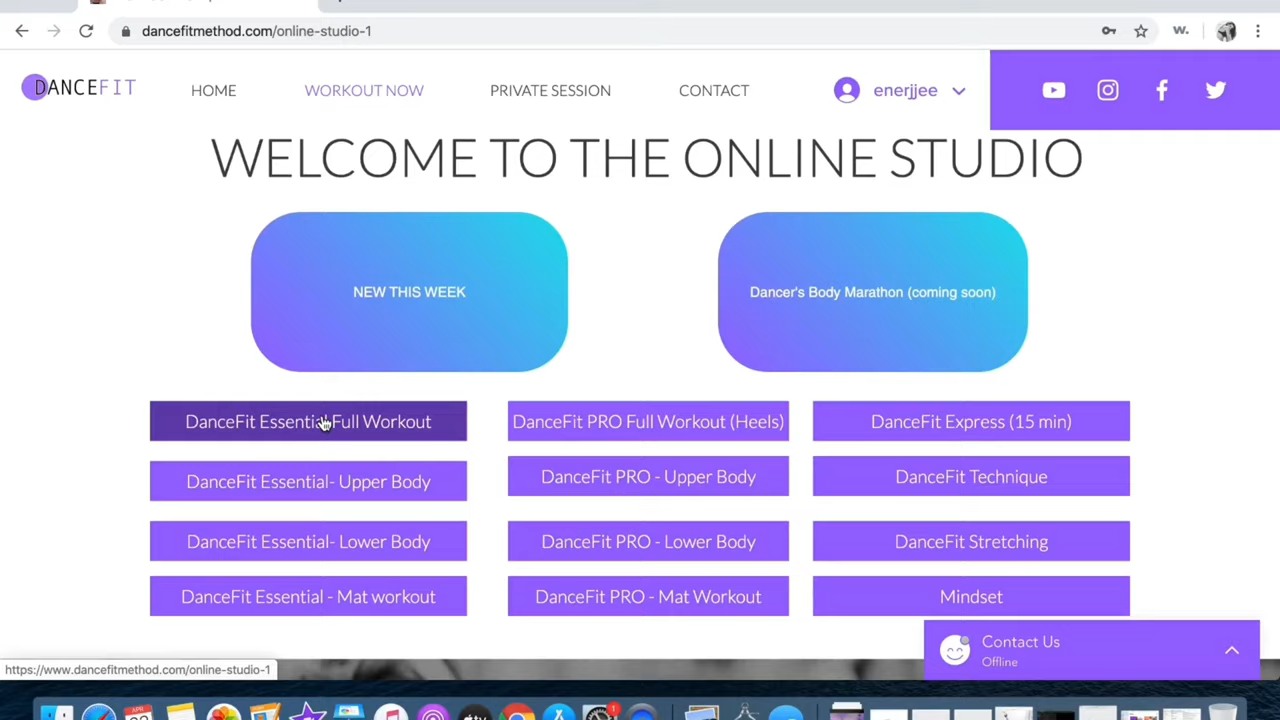 dancefitmethod.com/online-studio-1
DANCEFIT
HOME
WORKOUT NOW
PRIVATE SESSION
CONTACT
enerjjee
WELCOME TO THE ONLINE STUDIO
NEW THIS WEEK
Dancer's Body Marathon (coming soon)
DanceFit Essential Full Workout
DanceFit PRO Full Workout (Heels)
DanceFit Express (15 min)
DanceFit Essential- Upper Body
DanceFit PRO - Upper Body
DanceFit Technique
DanceFit Essential- Lower Body
DanceFit PRO - Lower Body
DanceFit Stretching
DanceFit Essential - Mat workout
DanceFit PRO - Mat Workout
Mindset
Contact Us
Offline
https://www.dancefitmethod.com/online-studio-1
APR